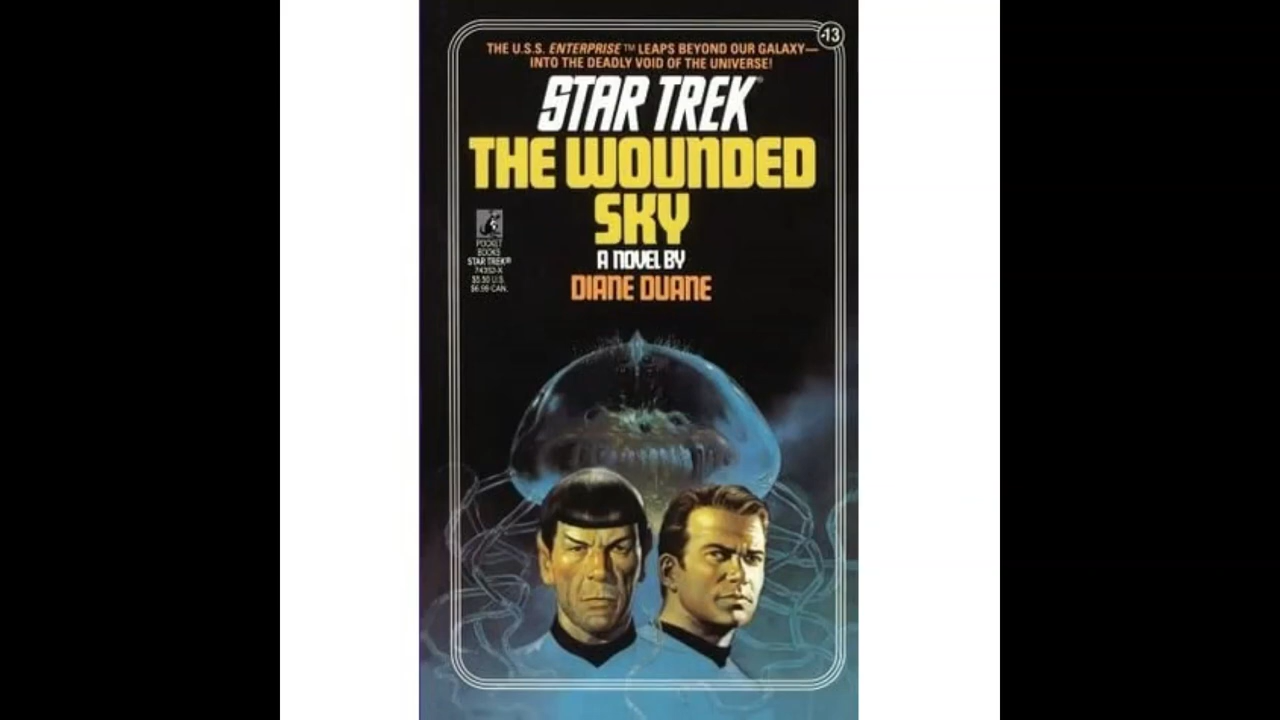 -13
THE U.S.S. ENTERPRISE™ LEAPS BEYOND OUR GALAXY—
INTO THE DEADLY VOID OF THE UNIVERSE!
STAR TREK®
THE WOUNDED
SKY
A NOVEL BY
DIANE DUANE
POCKET
BOOKS
STAR TREK®
74352-X
$5.50 U.S.
$6.99 CAN.